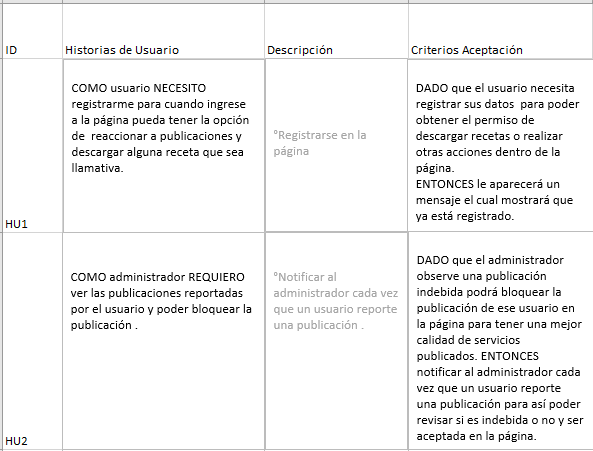 ID
Historias de Usuario
Descripción
Criterios Aceptación
COMO usuario NECESITO
registrarme para cuando ingrese
a la página pueda tener la opción
de  reaccionar a publicaciones y
descargar alguna receta que sea
llamativa.
°Registrarse en la
página
DADO que el usuario necesita
registrar sus datos  para poder
obtener el permiso de
descargar recetas o realizar
otras acciones dentro de la
página.
ENTONCES le aparecerá un
mensaje el cual mostrará que
ya está registrado.
HU1
COMO administrador REQUIERO
ver las publicaciones reportadas
por el usuario y poder bloquear la
publicación .
°Notificar al
administrador cada vez
que un usuario reporte
una publicación .
DADO que el administrador
observe una publicación
indebida podrá bloquear la
publicación de ese usuario en
la página para tener una mejor
calidad de servicios
publicados. ENTONCES
notificar al administrador cada
vez que un usuario reporte
una publicación para así poder
revisar si es indebida o no y ser
aceptada en la página.
HU2